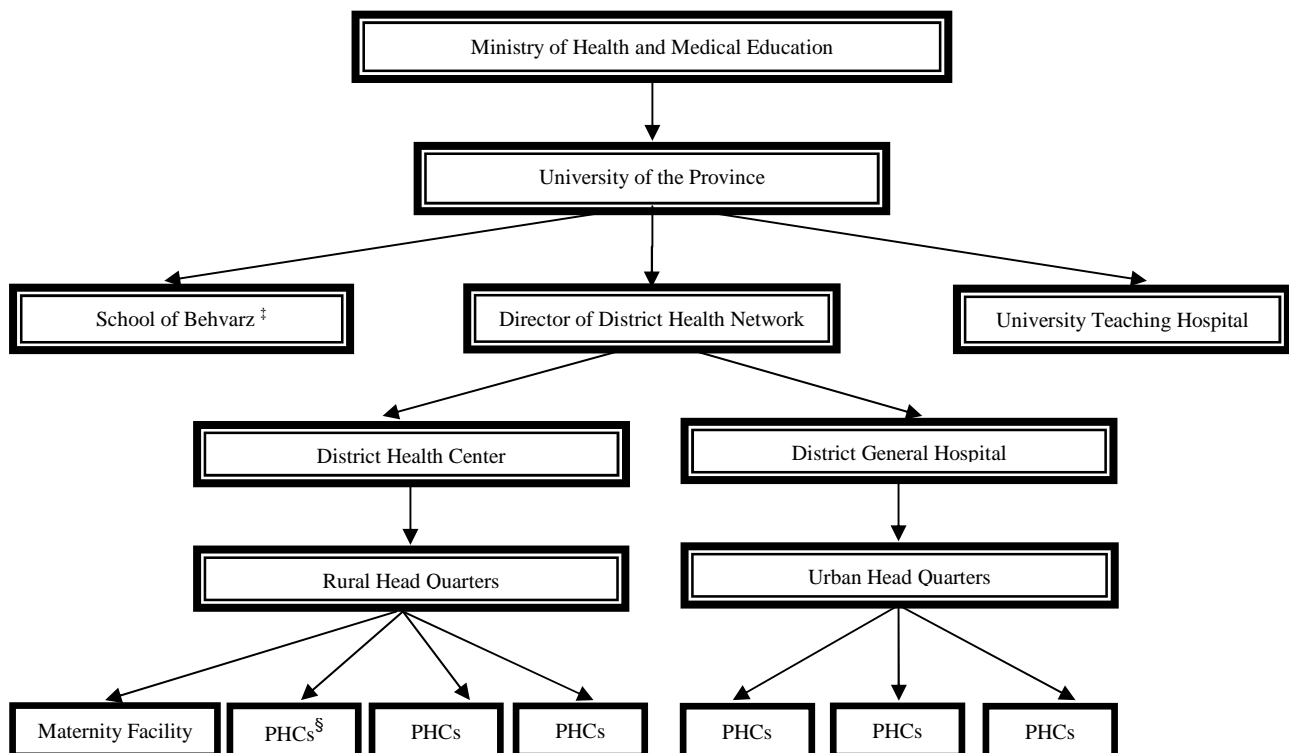 Ministry of Health and Medical Education
University of the Province
School of Behvarz ‡
Director of District Health Network
University Teaching Hospital
District Health Center
District General Hospital
Rural Head Quarters
Urban Head Quarters
Maternity Facility
PHCs§
PHCs
PHCs
PHCs
PHCs
PHCs